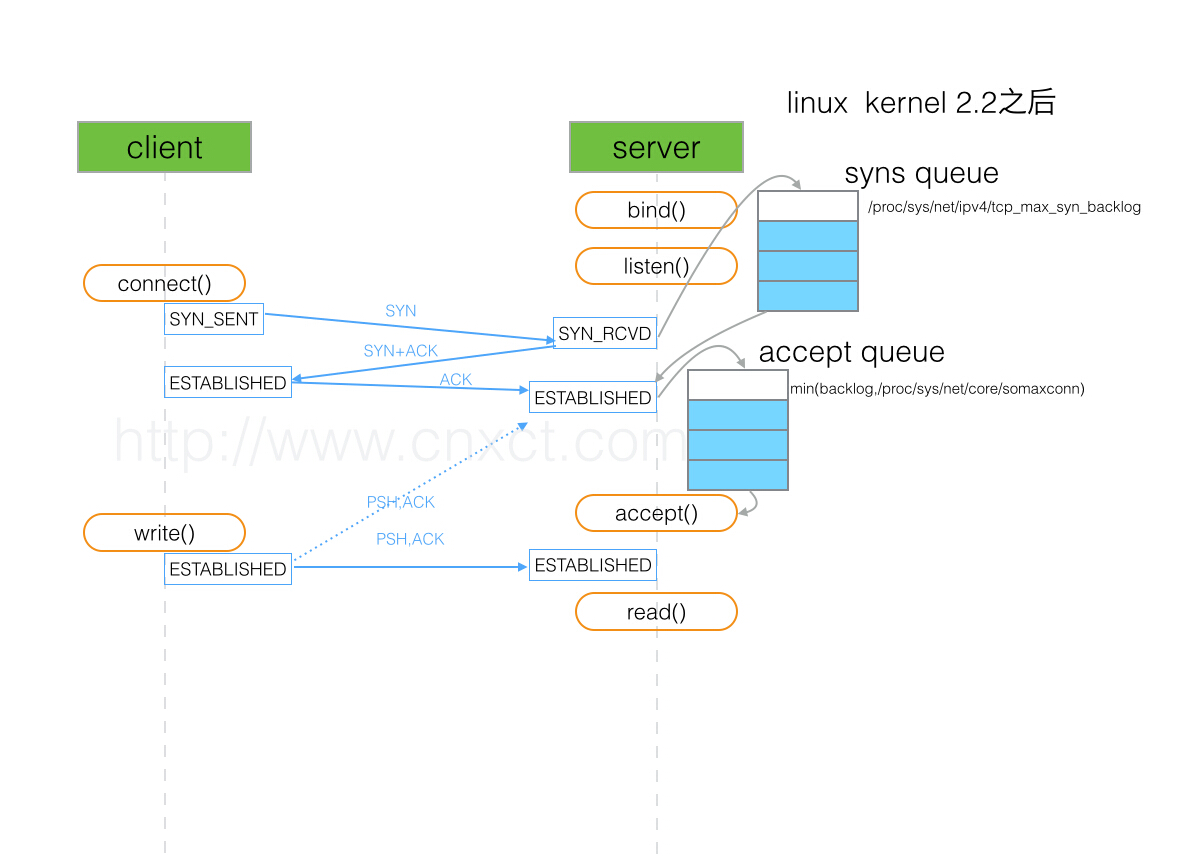 linux kernel 2.2之后
client
server
syns queue
/proc/sys/net/ipv4/tcp_max_syn_backlog
bind()
listen()
connect()
SYN_SENT
SYN
SYN_RCVD
SYN+ACK
accept queue
ESTABLISHED
ACK
ESTABLISHED
min(backlog,/proc/sys/net/core/somaxconn)
http://www.cnxct.com
PSH,ACK
accept()
write()
PSH,ACK
ESTABLISHED
ESTABLISHED
read()